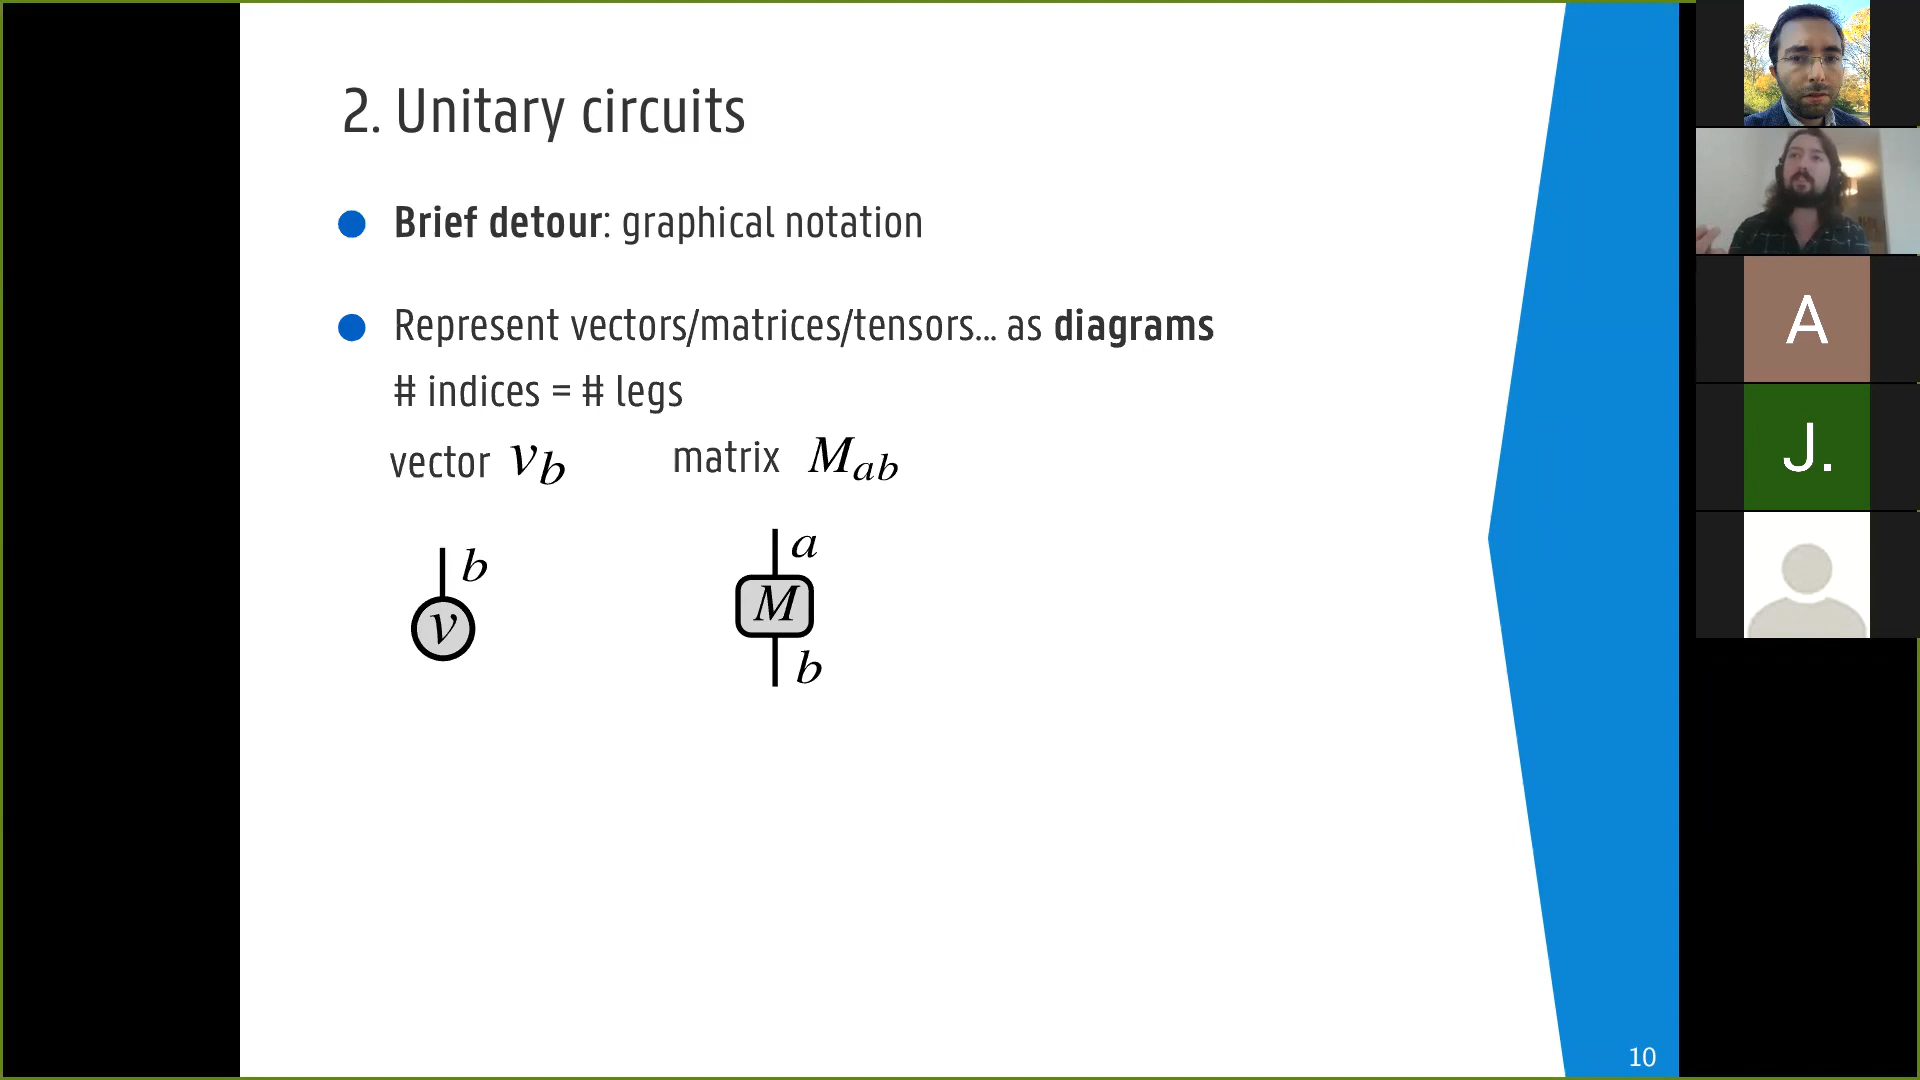 2. Unitary circuits
Brief detour: graphical notation
Represent vectors/matrices/tensors... as diagrams
# indices = # legs
vector v_b matrix M_ab
b
v
a
M
b
10
A
J.